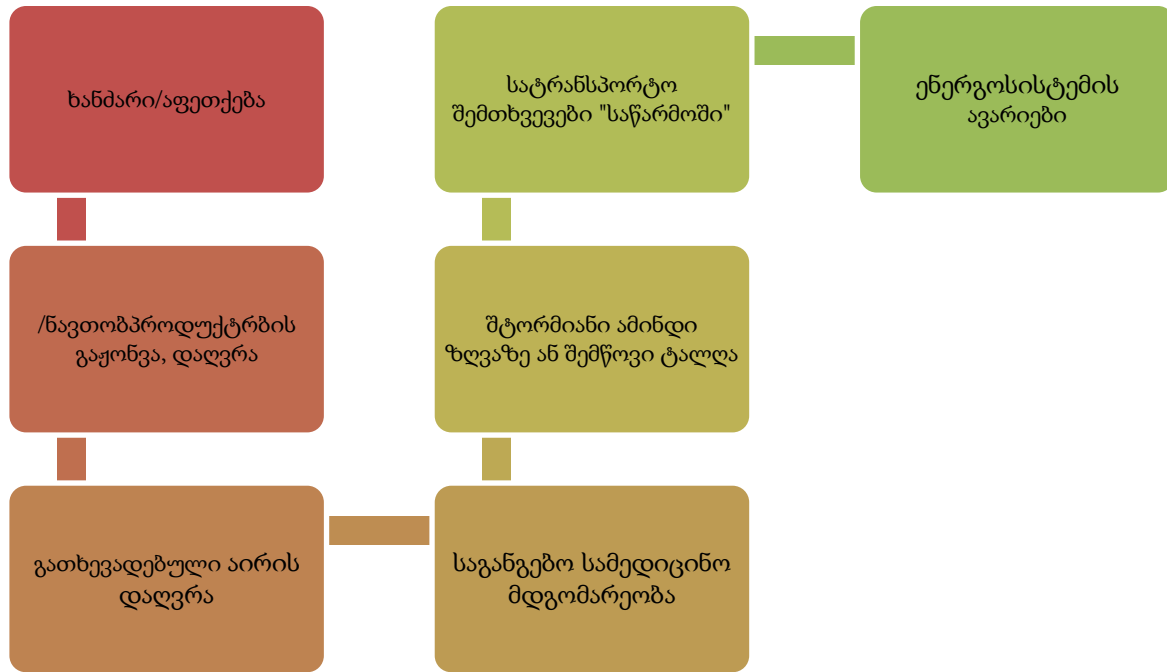 ხანძარი/აფეთქება
/ნავთობპროდუქტრბის
გაჟონვა, დაღვრა
გათხევადებული აირის
დაღვრა
საგანგებო სამედიცინო
მდგომარეობა
შტორმიანი ამინდი
ზღვაზე ან შემწოვი ტალღა
სატრანსპორტო
შემთხვევები "საწარმოში"
ენერგოსისტემის
ავარიები